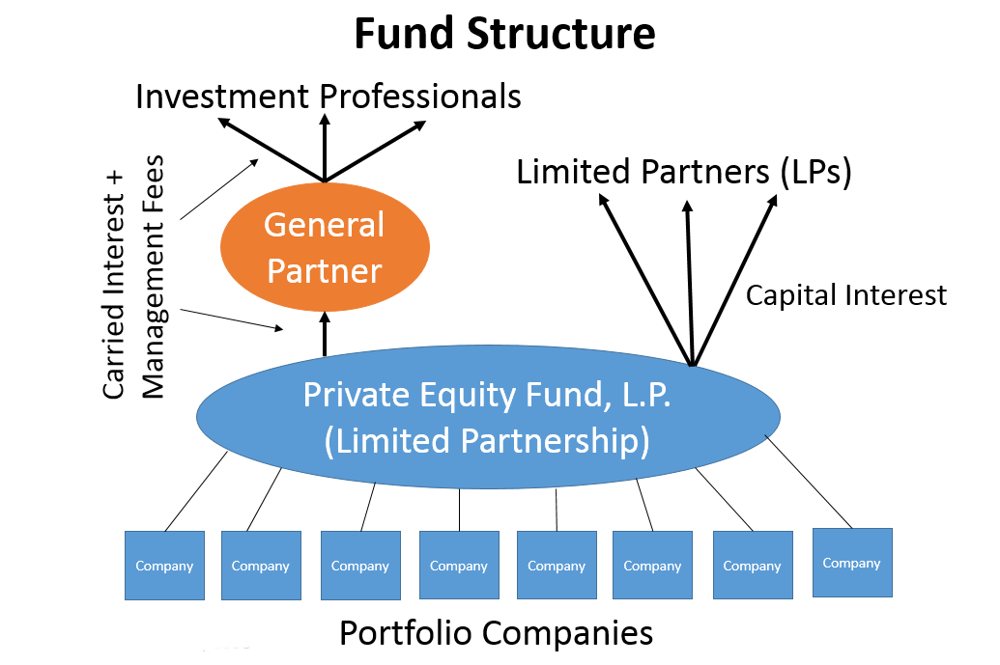 Fund Structure
Investment Professionals
Limited Partners (LPs)
Carried Interest +
Management Fees
General
Partner
Capital Interest
Private Equity Fund, L.P.
(Limited Partnership)
Company
Company
Company
Company
Company
Company
Company
Company
Portfolio Companies